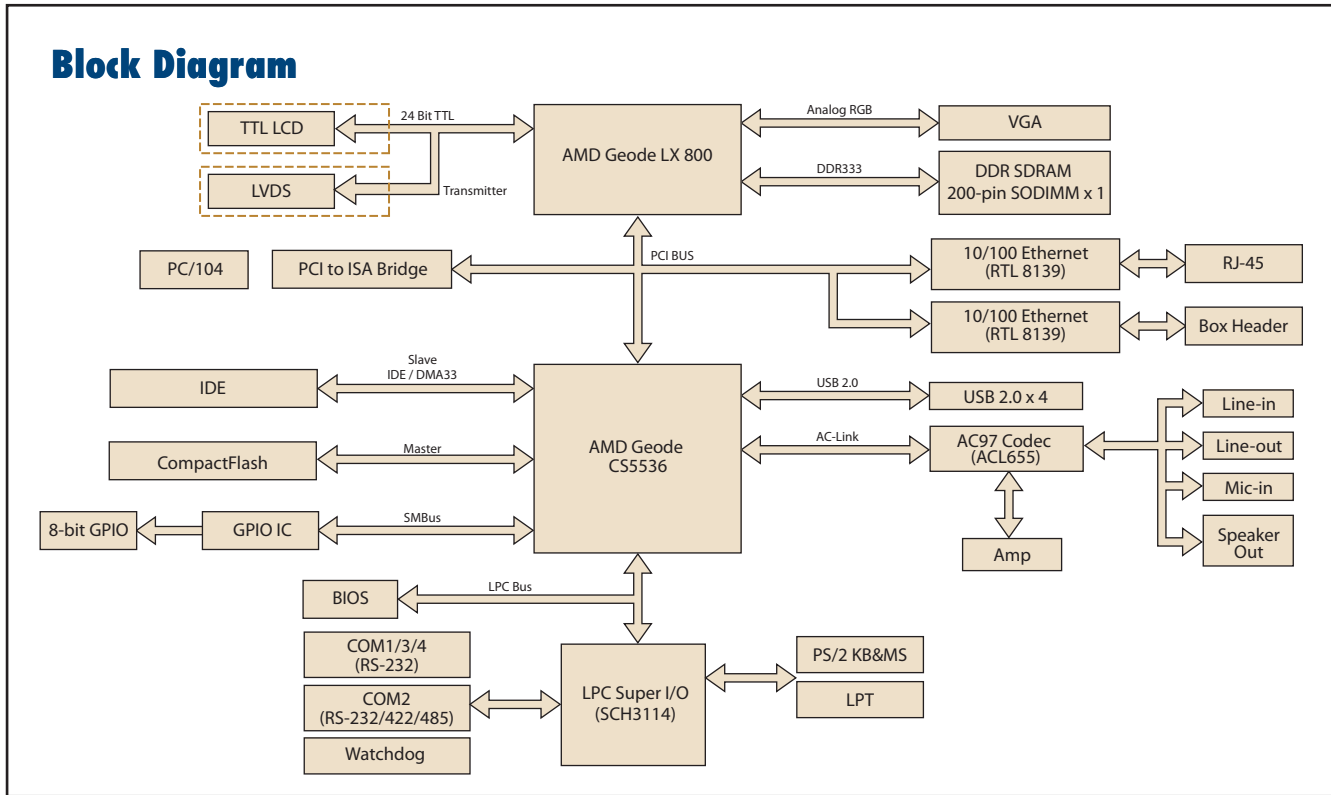 Block Diagram
TTL LCD
24 Bit TTL
AMD Geode LX 800
Analog RGB
VGA
LVDS
Transmitter
DDR333
DDR SDRAM
200-pin SODIMM x 1
PC/104
PCI to ISA Bridge
PCI BUS
10/100 Ethernet
(RTL 8139)
RJ-45
10/100 Ethernet
(RTL 8139)
Box Header
IDE
Slave
IDE / DMA33
AMD Geode
CS5536
USB 2.0
USB 2.0 x 4
CompactFlash
Master
AC-Link
AC97 Codec
(ACL655)
Line-in
Line-out
Mic-in
Speaker
Out
8-bit GPIO
GPIO IC
SMBus
Amp
BIOS
LPC Bus
COM1/3/4
(RS-232)
COM2
(RS-232/422/485)
Watchdog
LPC Super I/O
(SCH3114)
PS/2 KB&MS
LPT